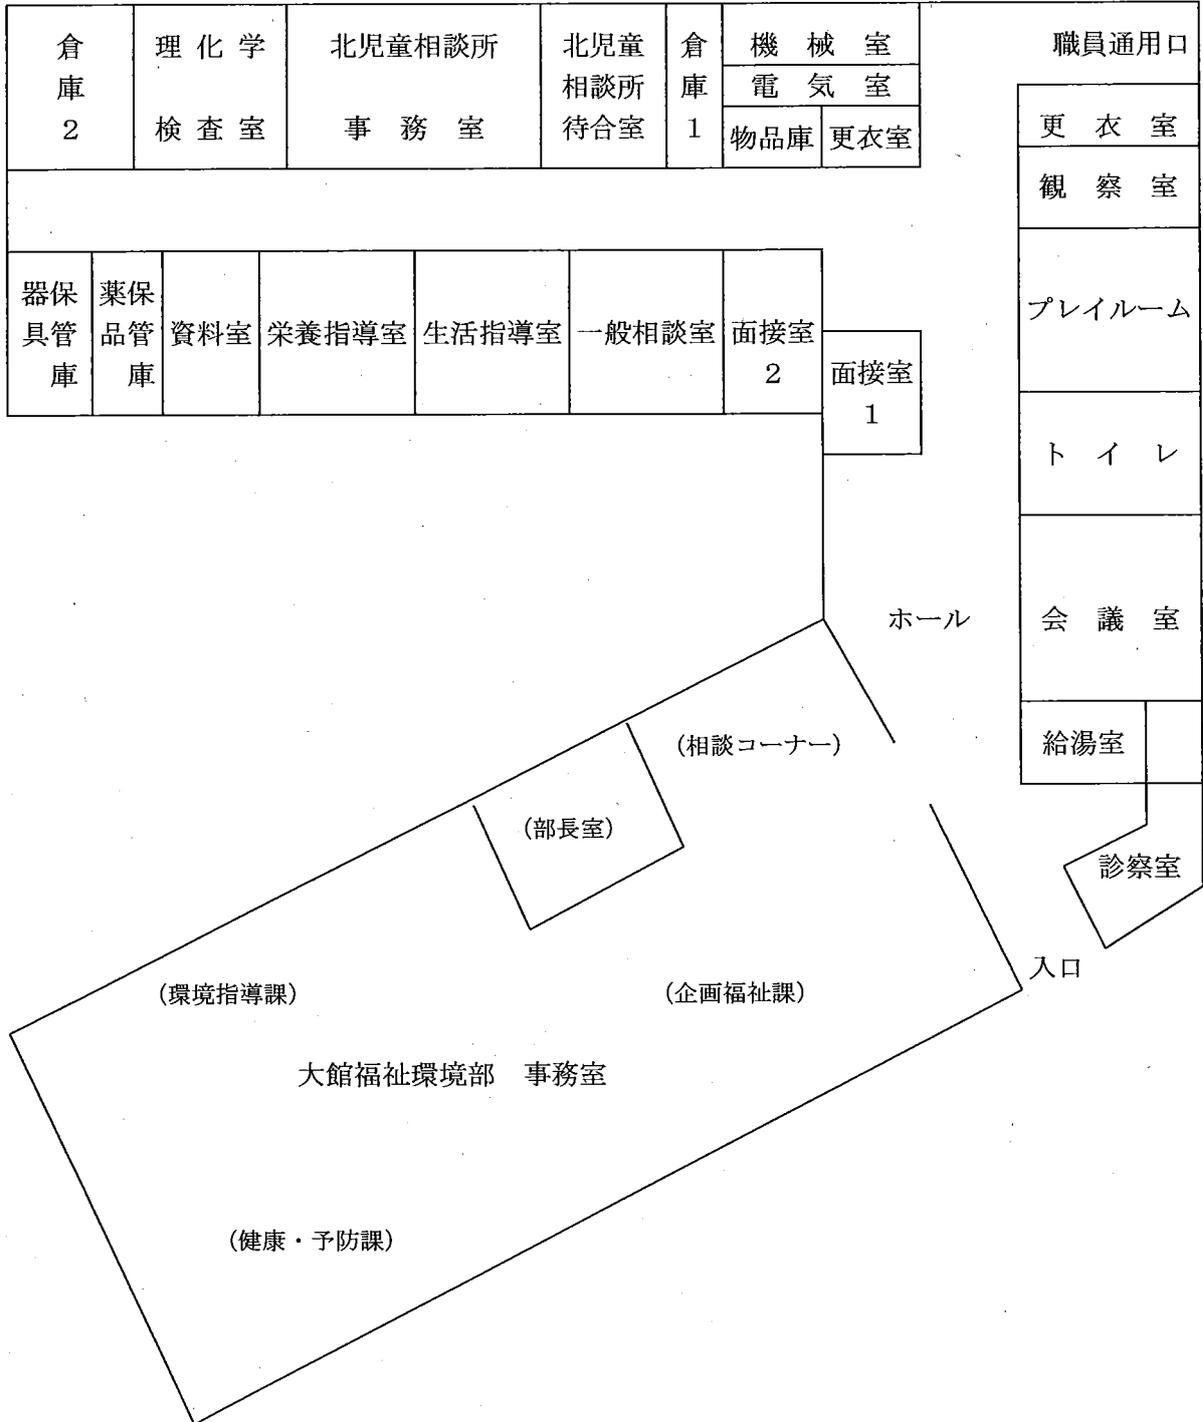 倉庫2
理化学
検査室
北児童相談所
事務室
北児童
相談所
待合室
倉庫1
機械室
電気室
物品庫
更衣室
職員通用口
更衣室
観察室
プレイルーム
トイレ
会議室
給湯室
診察室
器具保管庫
薬品保管庫
資料室
栄養指導室
生活指導室
一般相談室
面接室
2
面接室
1
ホール
(相談コーナー)
(部長室)
入口
(環境指導課)
(企画福祉課)
大館福祉環境部 事務室
(健康・予防課)